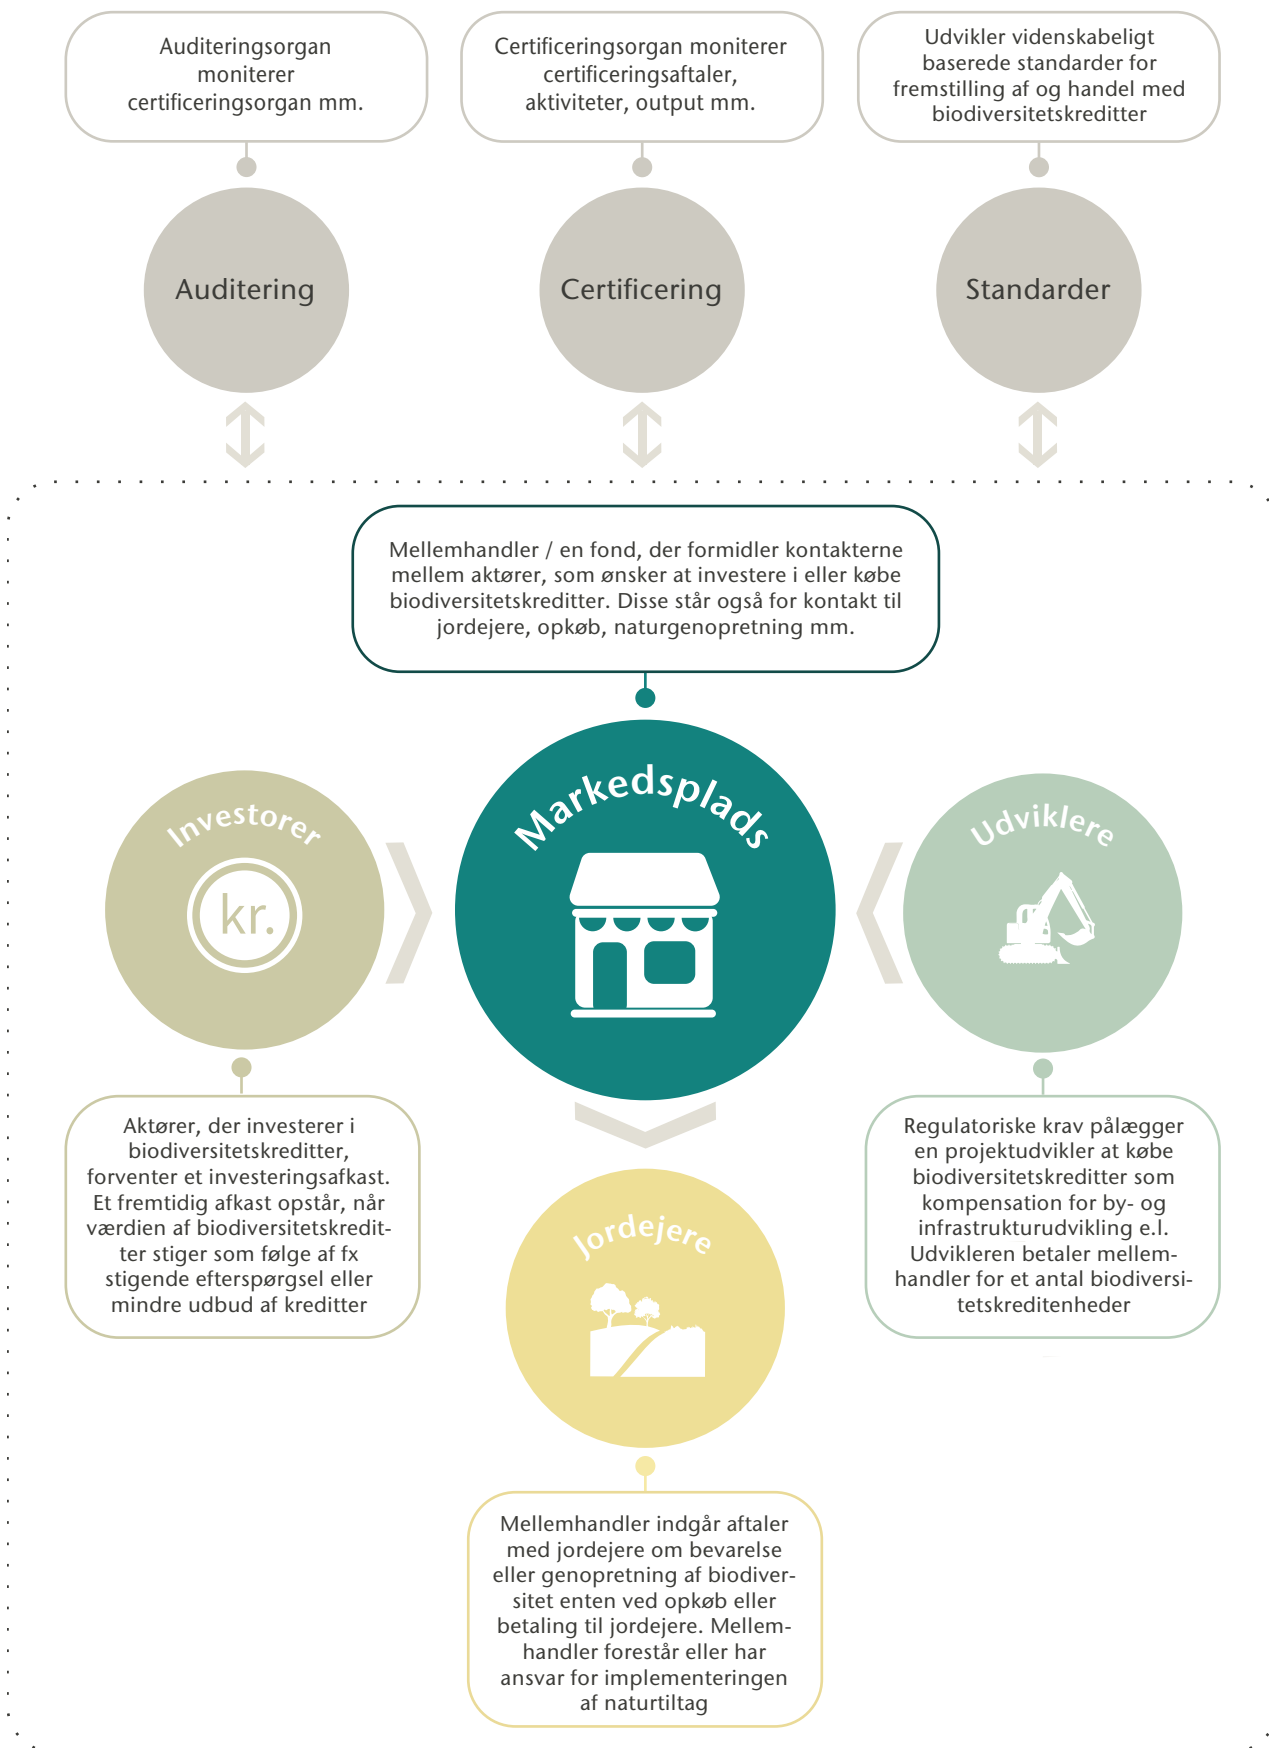 Auditeringsorgan
moniterer
certificeringsorgan mm.
Certificeringsorgan moniterer
certificeringsaftaler,
aktiviteter, output mm.
Udvikler videnskabeligt
baserede standarder for
fremstilling af og handel med
biodiversitetskreditter
Auditering
Certificering
Standarder
Mellemhandler / en fond, der formidler kontakterne
mellem aktører, som ønsker at investere i eller købe
biodiversitetskreditter. Disse står også for kontakt til
jordejere, opkøb, naturgenopretning mm.
Markedsplads
Investorer
kr.
Udviklere
Aktører, der investerer i
biodiversitetskreditter,
forventer et investeringsafkast.
Et fremtidig afkast opstår, når
værdien af biodiversitetskredit-
ter stiger som følge af fx
stigende efterspørgsel eller
mindre udbud af kreditter
Regulatoriske krav pålægger
en projektudvikler at købe
biodiversitetskreditter som
kompensation for by- og
infrastrukturudvikling e.l.
Udvikleren betaler mellem-
handler for et antal biodiversi-
tetskreditenheder
Jordejere
Mellemhandler indgår aftaler
med jordejere om bevarelse
eller genopretning af biodiver-
sitet enten ved opkøb eller
betaling til jordejere. Mellem-
handler forestår eller har
ansvar for implementeringen
af naturtiltag